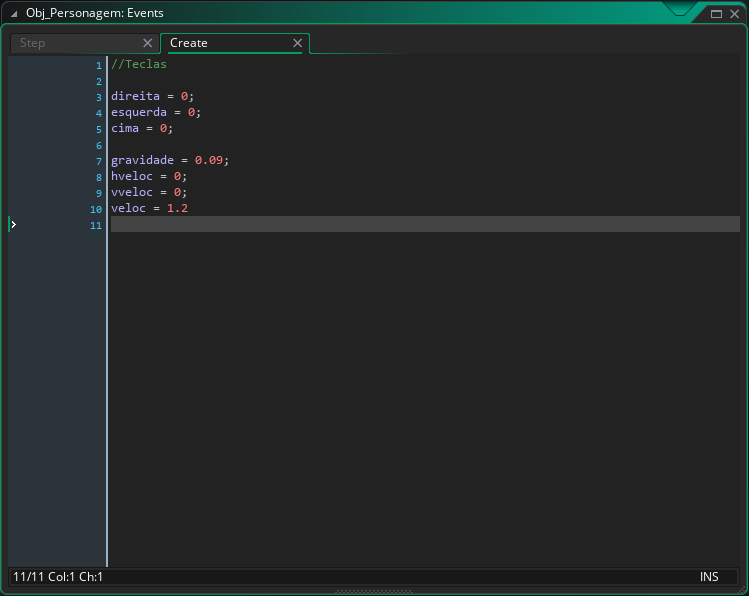 Obj_Personagem: Events
Step
Create
1 //Teclas
2
3 direita = 0;
4 esquerda = 0;
5 cima = 0;
6
7 gravidade = 0.09;
8 hveloc = 0;
9 vveloc = 0;
10 veloc = 1.2
11
11/11 Col:1 Ch:1 INS